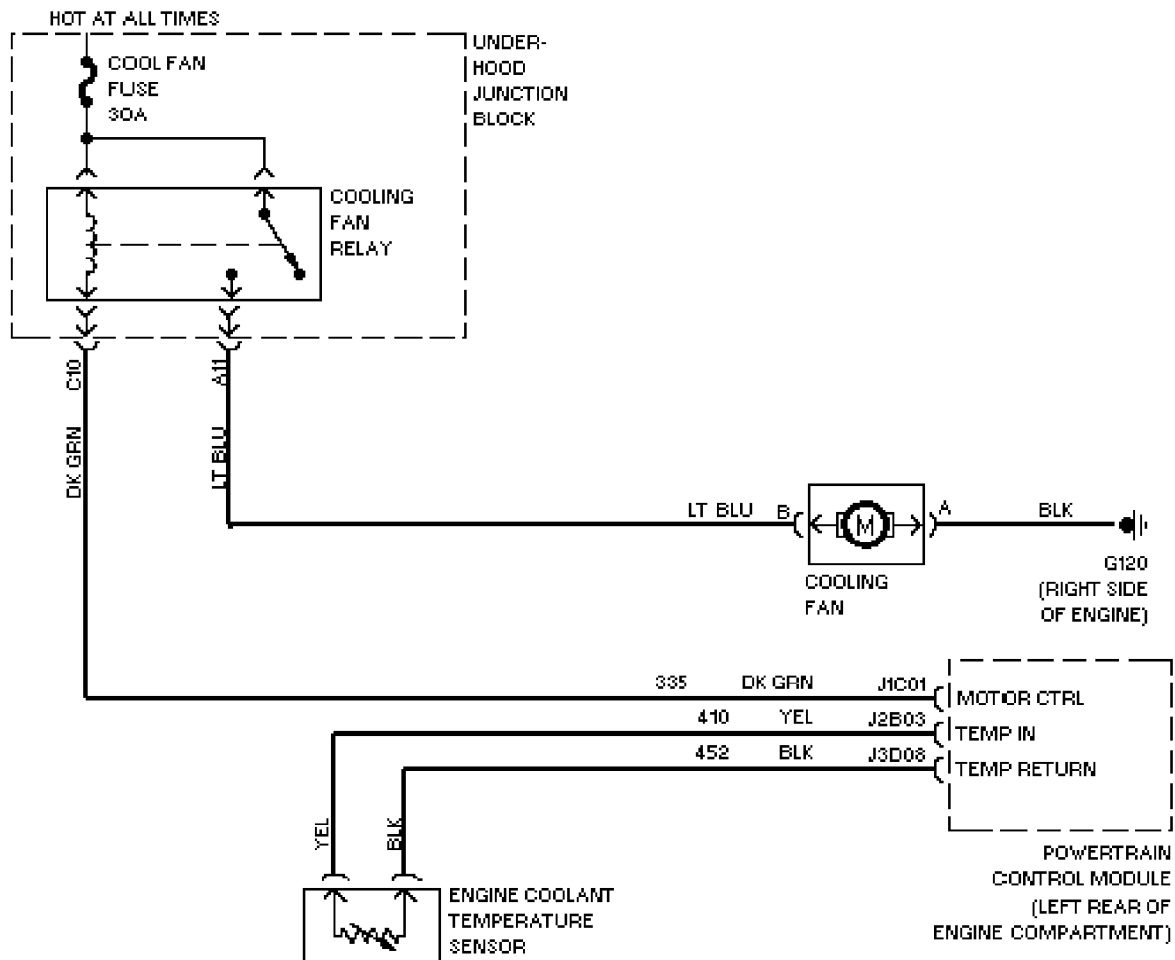 HOT AT ALL TIMES
COOL FAN
FUSE
30A
UNDER-
HOOD
JUNCTION
BLOCK
COOLING
FAN
RELAY
C10
A11
DK GRN
LT BLU
LT BLU B
M
A BLK
COOLING
FAN
G120
(RIGHT SIDE
OF ENGINE)
335 DK GRN J1C01 MOTOR CTRL
410 YEL J2B03 TEMP IN
452 BLK J3D08 TEMP RETURN
YEL
BLK
ENGINE COOLANT
TEMPERATURE
SENSOR
POWERTRAIN
CONTROL MODULE
(LEFT REAR OF
ENGINE COMPARTMENT)